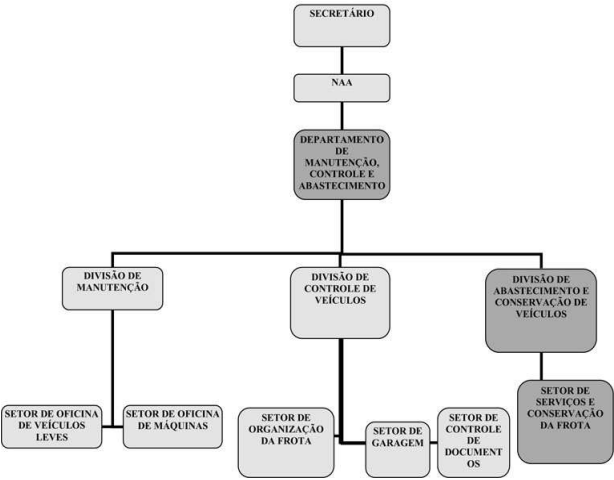 SECRETÁRIO
NAA
DEPARTAMENTO
DE
MANUTENÇÃO,
CONTROLE E
ABASTECIMENTO
DIVISÃO DE
MANUTENÇÃO
DIVISÃO DE
CONTROLE DE
VEÍCULOS
DIVISÃO DE
ABASTECIMENTO E
CONSERVAÇÃO DE
VEÍCULOS
SETOR DE OFICINA
DE VEÍCULOS
LEVES
SETOR DE OFICINA
DE MÁQUINAS
SETOR DE
ORGANIZAÇÃO
DA FROTA
SETOR DE
GARAGEM
SETOR DE
CONTROLE
DE
DOCUMENT
OS
SETOR DE
SERVIÇOS E
CONSERVAÇÃO
DA FROTA